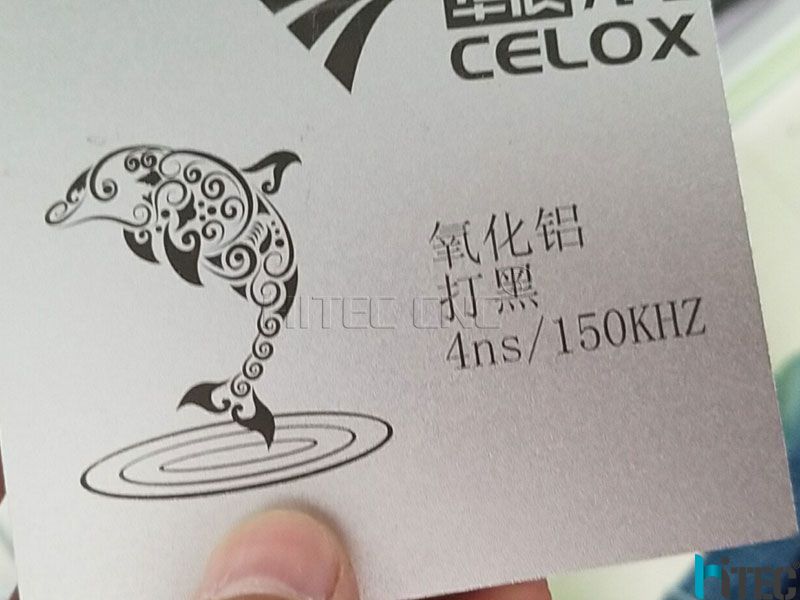 CELOX
氧化铝
打黑
4ns/150KHZ
HITEC CNC
HITEC